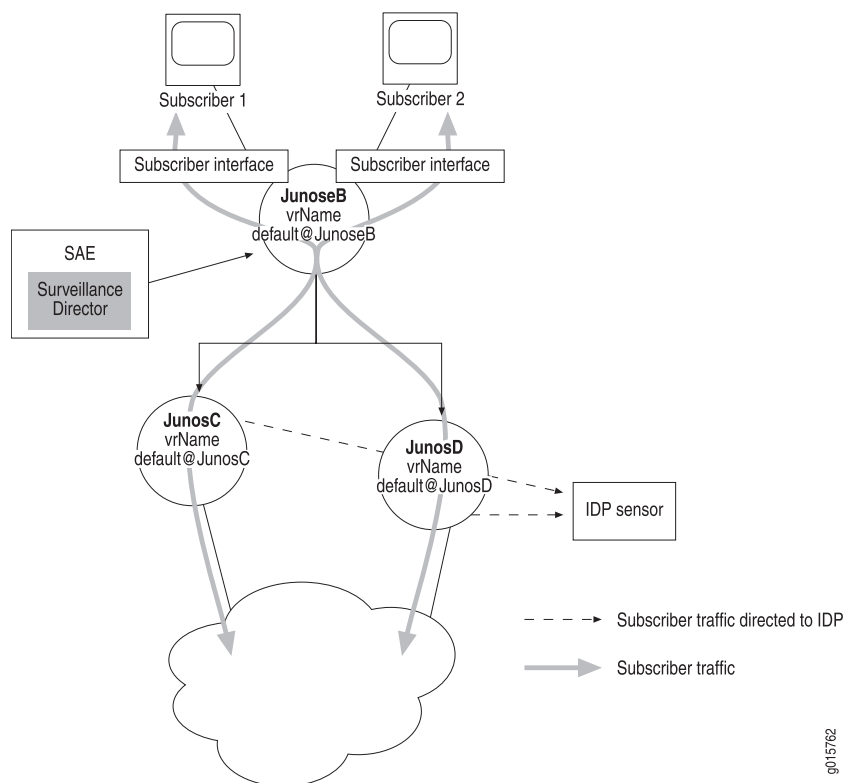 Subscriber 1
Subscriber 2
Subscriber interface
Subscriber interface
JunoseB
vrName
default@JunoseB
SAE
Surveillance
Director
JunosC
vrName
default@JunosC
JunosD
vrName
default@JunosD
IDP sensor
Subscriber traffic directed to IDP
Subscriber traffic
g015762